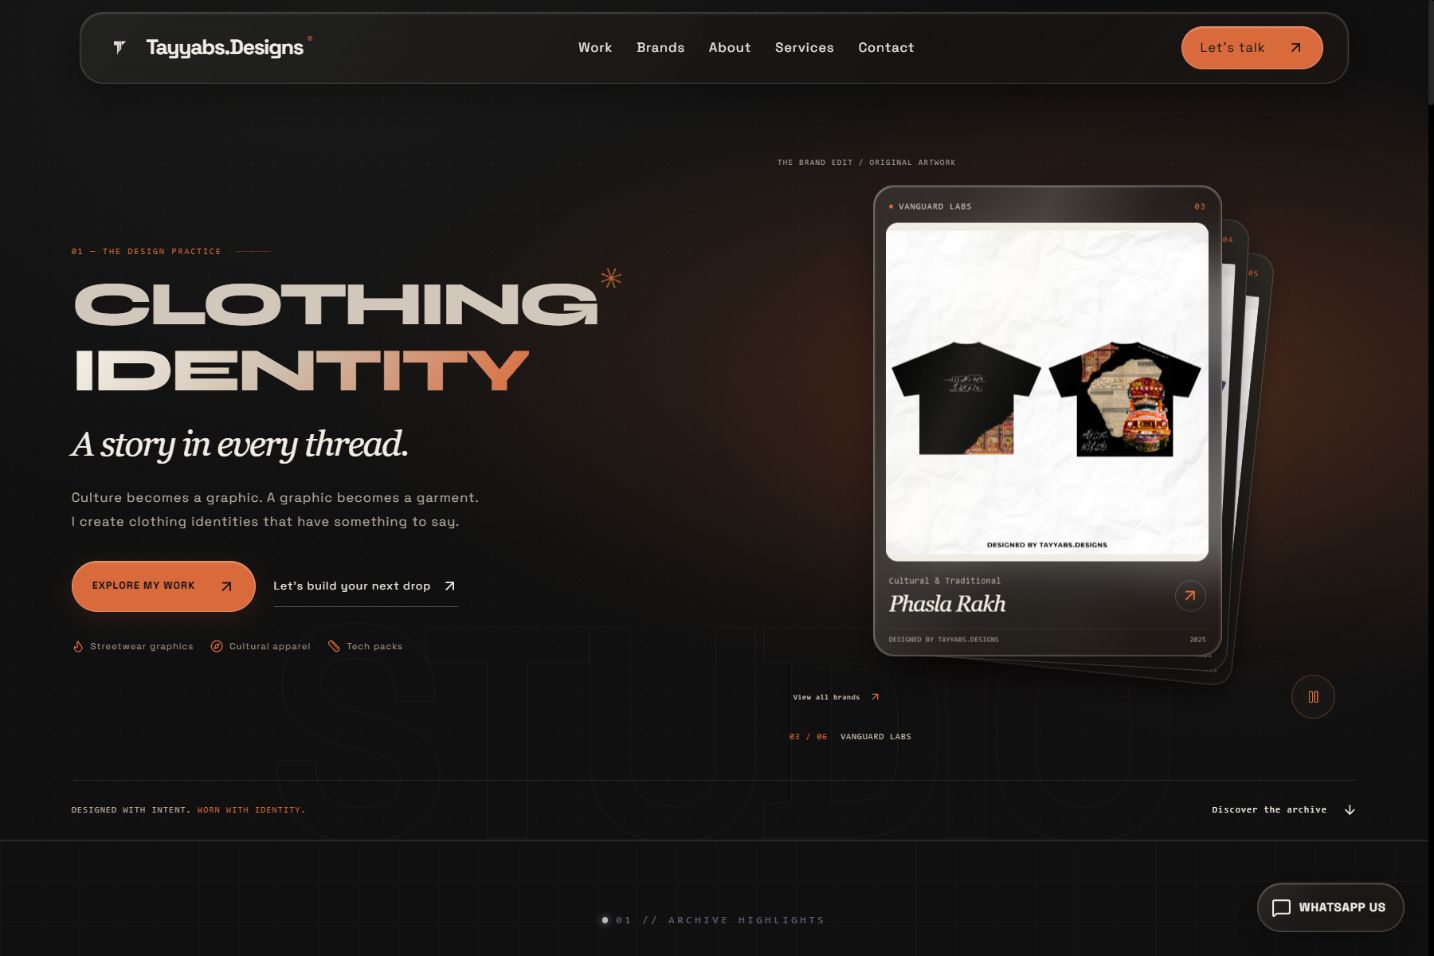 Tayyabs.Designs®
Work Brands About Services Contact
Let's talk
THE BRAND EDIT / ORIGINAL ARTWORK
VANGUARD LABS 03
04
05
01 — THE DESIGN PRACTICE
CLOTHING
IDENTITY
A story in every thread.
Culture becomes a graphic. A graphic becomes a garment.
I create clothing identities that have something to say.
EXPLORE MY WORK
Let's build your next drop
Streetwear graphics Cultural apparel Tech packs
DESIGNED BY TAYYABS.DESIGNS
Cultural & Traditional
Phasla Rakh
DESIGNED BY TAYYABS.DESIGNS 2025
View all brands
03 / 06 VANGUARD LABS
STUDIO
DESIGNED WITH INTENT. WORN WITH IDENTITY.
Discover the archive
01 // ARCHIVE HIGHLIGHTS
WHATSAPP US